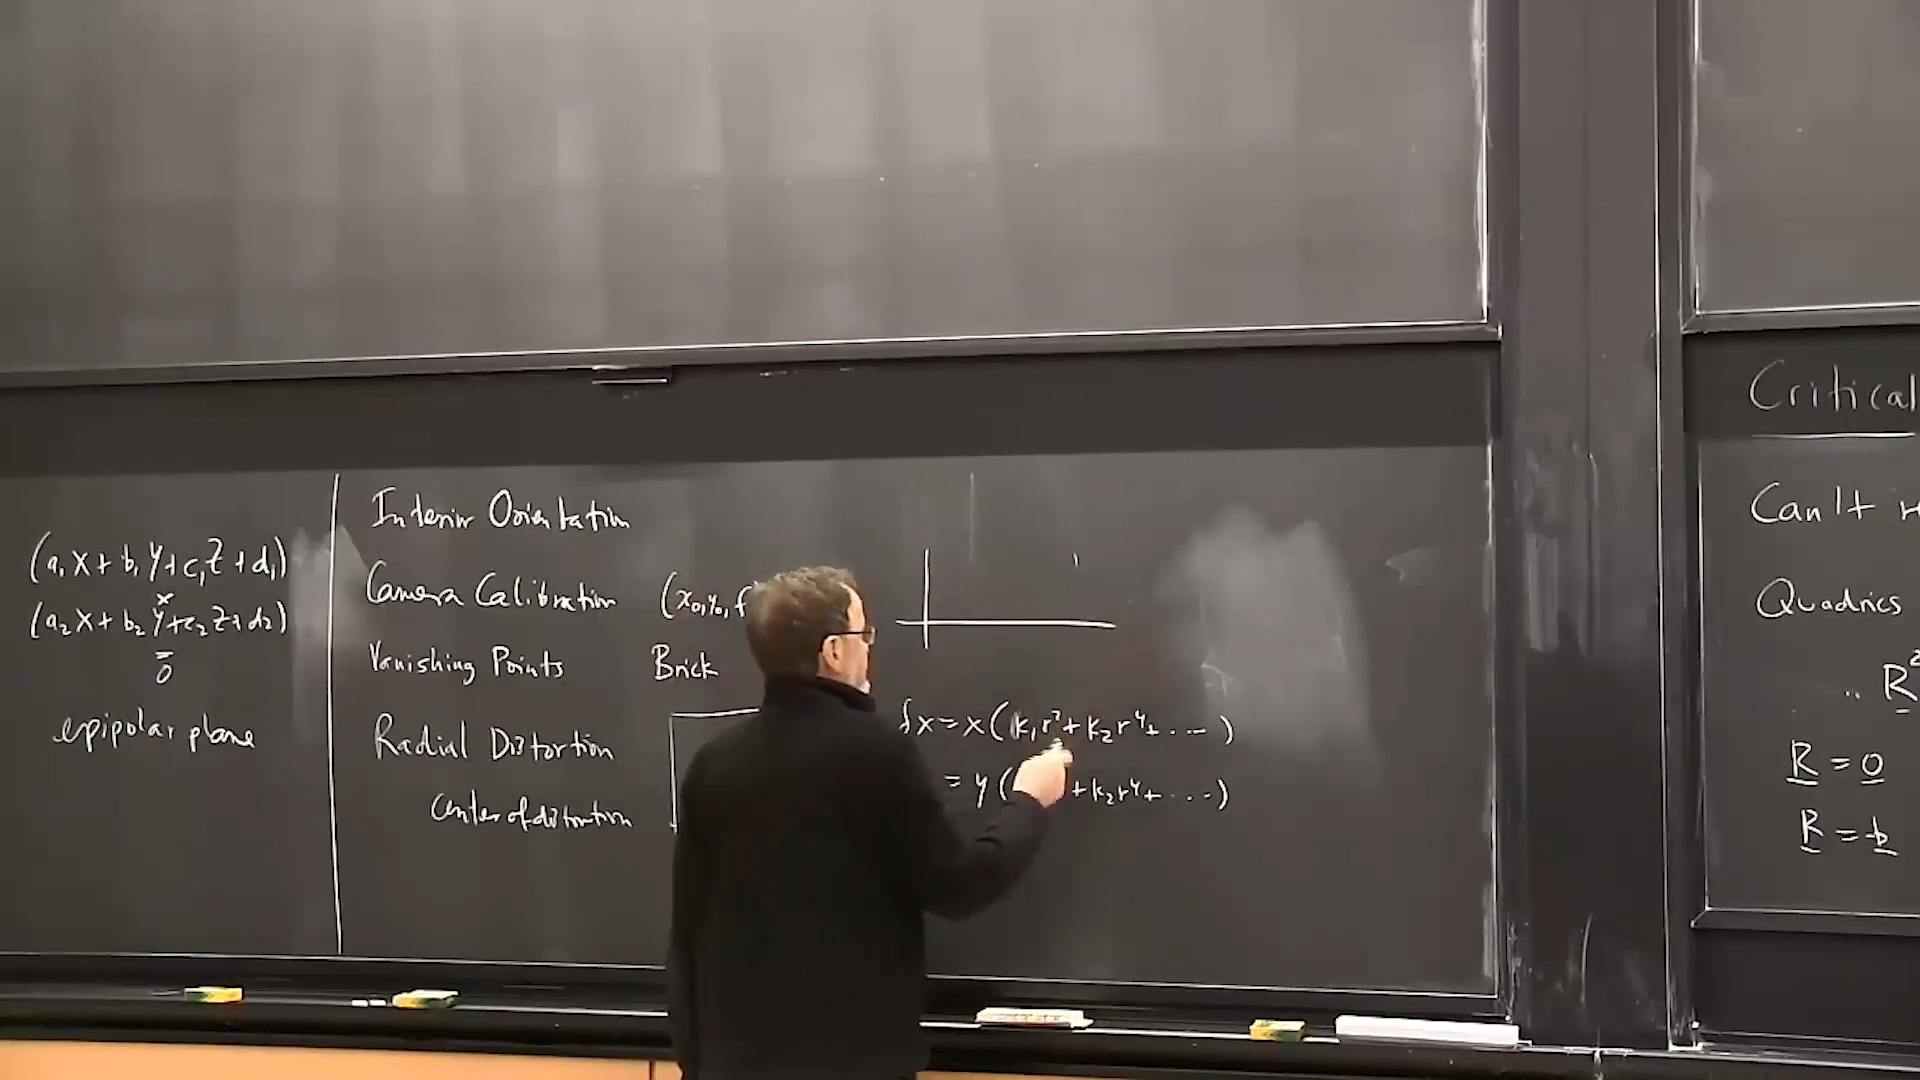 (a₁X + b₁Y + c₁Z + d₁)
×
(a₂X + b₂Y + c₂Z + d₂)
=
0
epipolar plane
Interior Orientation
Camera Calibration (x₀, y₀, f
Vanishing Points Brick
Radial Distortion
Center of distortion
δx = x(k₁r² + k₂r⁴ + ...)
= y( + k₂r⁴ + ...)
Critical
Can't
Quadrics
.. R²
R = 0
R = b